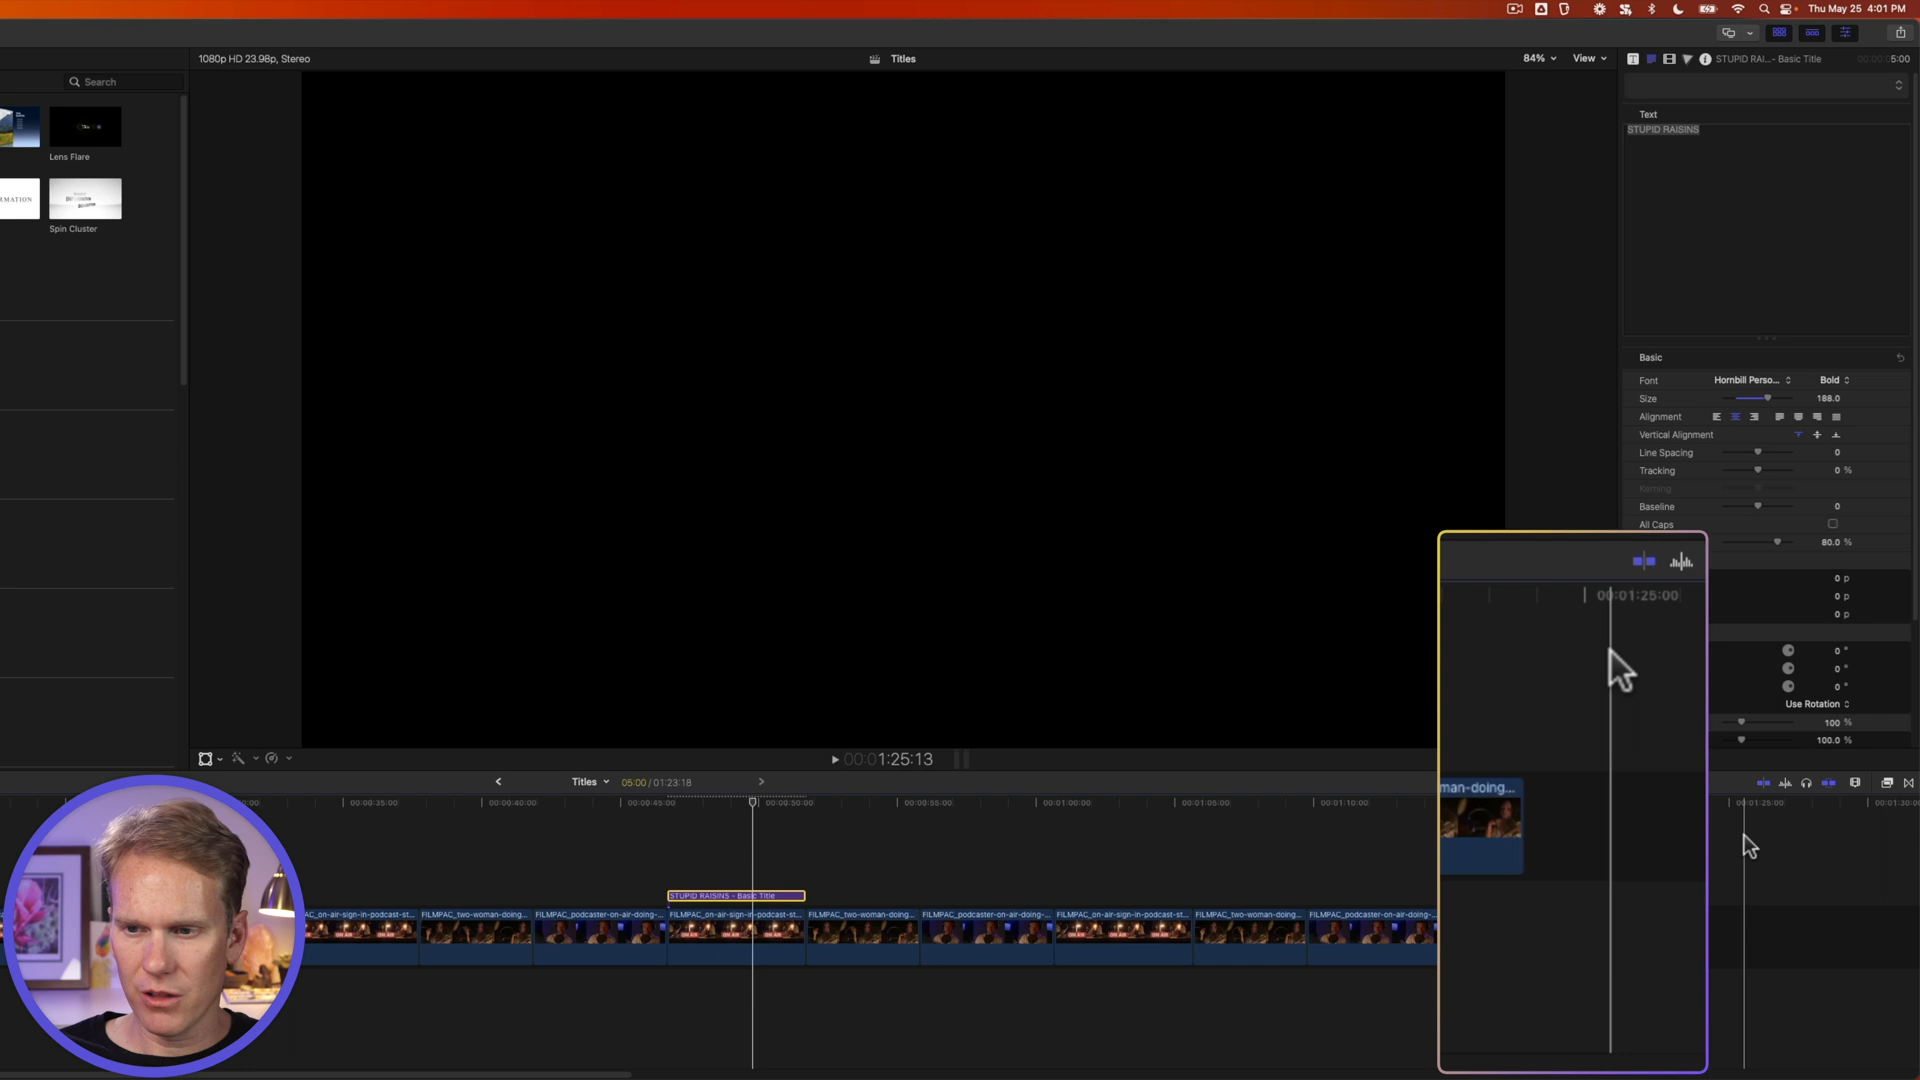 Thu May 25 4:01 PM
1080p HD 23.98p, Stereo
Titles
84%
View
STUPID RAI...- Basic Title
00:00:05:00
Search
Lens Flare
RMATION
Spin Cluster
Text
STUPID RAISINS
Basic
Font
Hornbill Perso...
Bold
Size
188.0
Alignment
Vertical Alignment
Line Spacing
0
Tracking
0 %
Kerning
Baseline
0
All Caps
80.0 %
0 p
0 p
0 p
0 °
0 °
0 °
Use Rotation
100 %
100.0 %
00:01:25:00
man-doing...
00:00:01:25:13
Titles
05:00 / 01:23:18
00:00:35:00
00:00:40:00
00:00:45:00
00:00:50:00
00:00:55:00
00:01:00:00
00:01:05:00
00:01:10:00
00:01:25:00
00:01:30:00
STUPID RAISINS - Basic Title
AC_on-air-sign-in-podcast-st...
FILMPAC_two-woman-doing...
FILMPAC_podcaster-on-air-doing-...
FILMPAC_on-air-sign-in-podcast-st...
FILMPAC_two-woman-doing...
FILMPAC_podcaster-on-air-doing-...
FILMPAC_on-air-sign-in-podcast-st...
FILMPAC_two-woman-doing...
FILMPAC_podcaster-on-air-doing-...